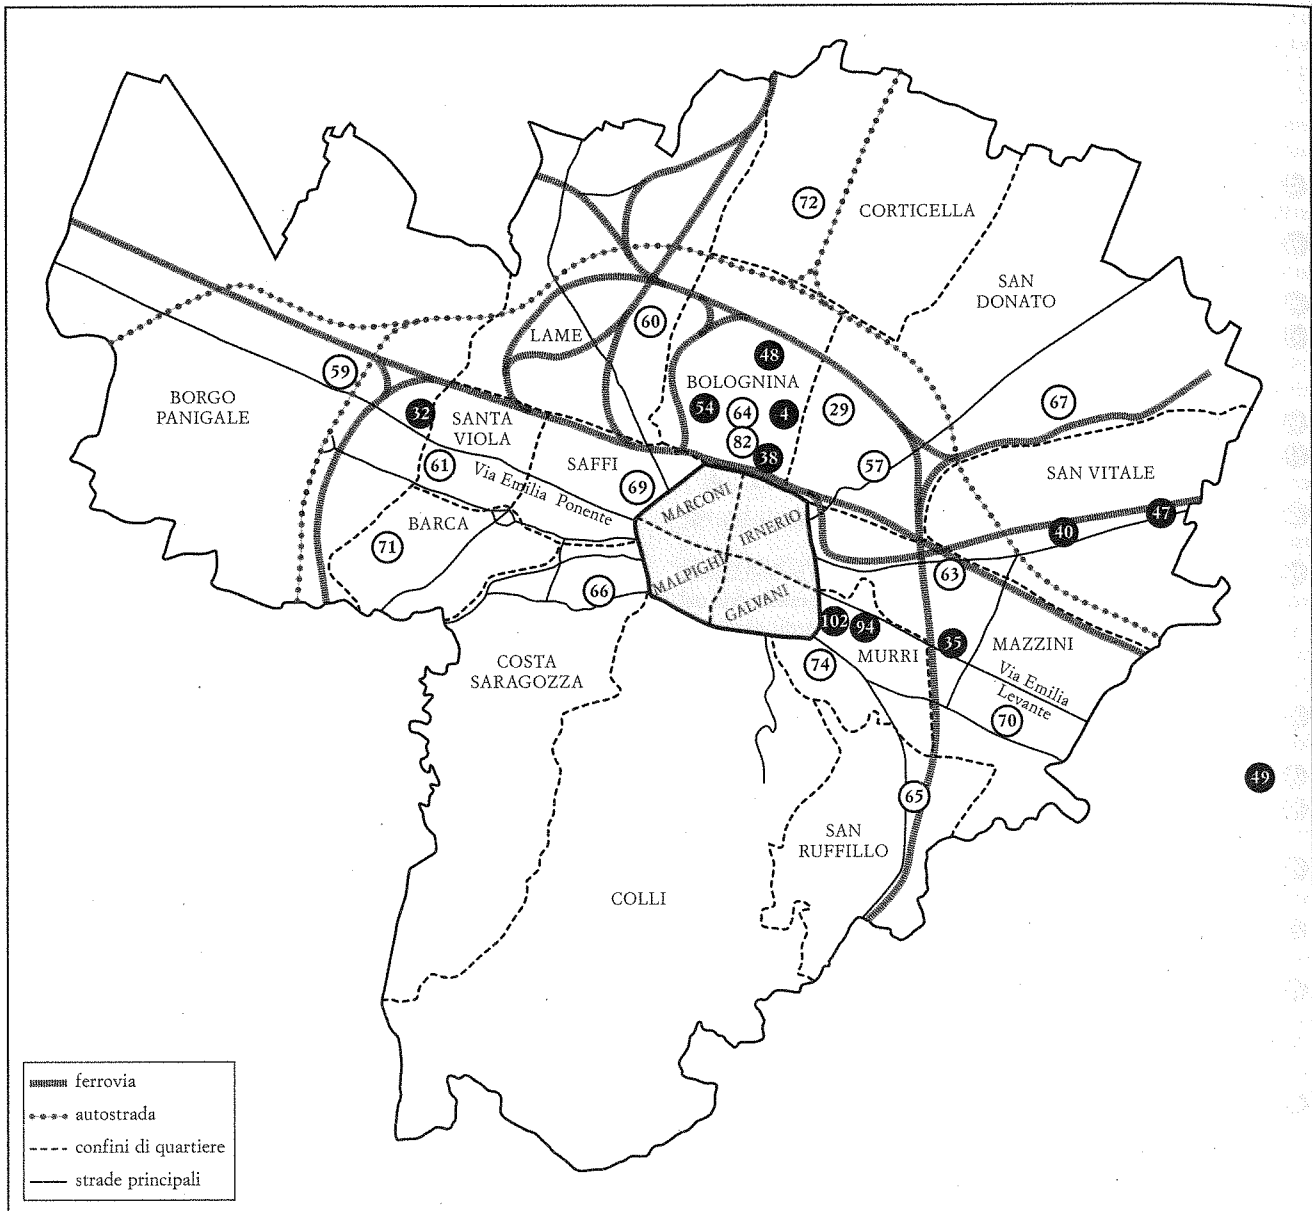 72
CORTICELLA
SAN
DONATO
LAME
60
48
59
BORGO
PANIGALE
32
SANTA
VIOLA
BOLOGNINA
54
64
4
29
82
38
67
57
SAN VITALE
61
SAFFI
69
Via Emilia Ponente
MARCONI
IRNERIO
47
40
BARCA
71
66
MALPIGHI
GALVANI
63
102
94
35
MAZZINI
MURRI
74
Via Emilia
Levante
70
COSTA
SARAGOZZA
49
65
SAN
RUFFILLO
COLLI
ferrovia
autostrada
confini di quartiere
strade principali